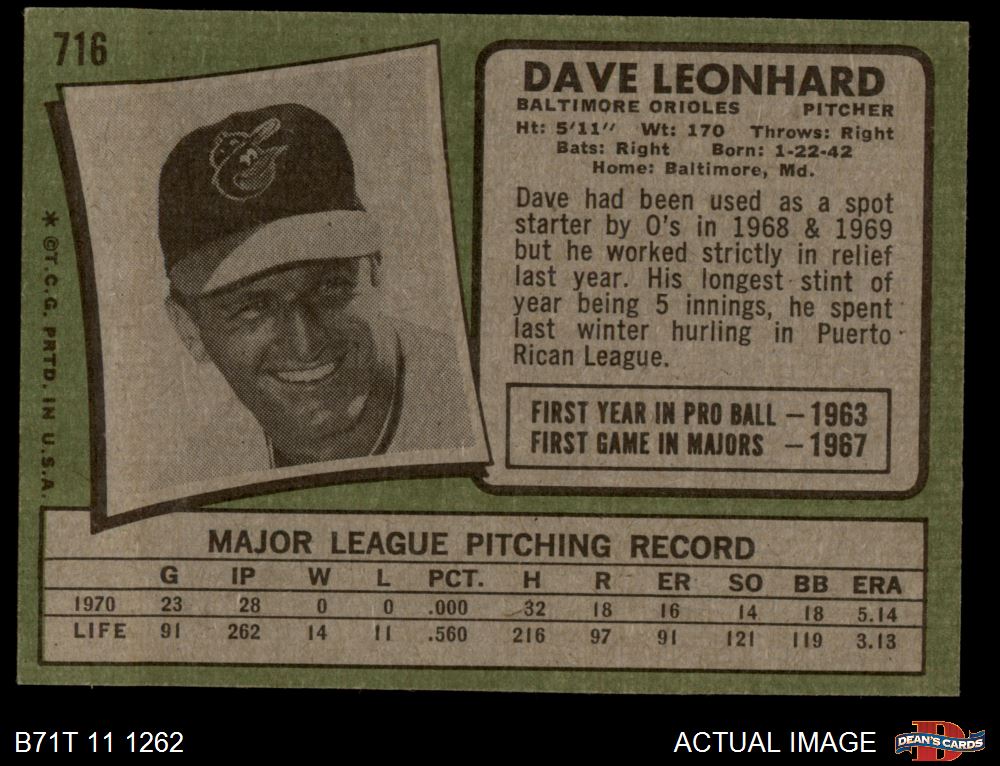 716
DAVE LEONHARD
BALTIMORE ORIOLES PITCHER
Ht: 5'11" Wt: 170 Throws: Right
Bats: Right Born: 1-22-42
Home: Baltimore, Md.
Dave had been used as a spot
starter by O's in 1968 & 1969
but he worked strictly in relief
last year. His longest stint of
year being 5 innings, he spent
last winter hurling in Puerto
Rican League.
FIRST YEAR IN PRO BALL – 1963
FIRST GAME IN MAJORS – 1967
* ©T.C.G. PRTD. IN U.S.A.
MAJOR LEAGUE PITCHING RECORD
G IP W L PCT. H R ER SO BB ERA
1970 23 28 0 0 .000 32 18 16 14 18 5.14
LIFE 91 262 14 11 .560 216 97 91 121 119 3.13
B71T 11 1262
ACTUAL IMAGE
DEAN'S CARDS